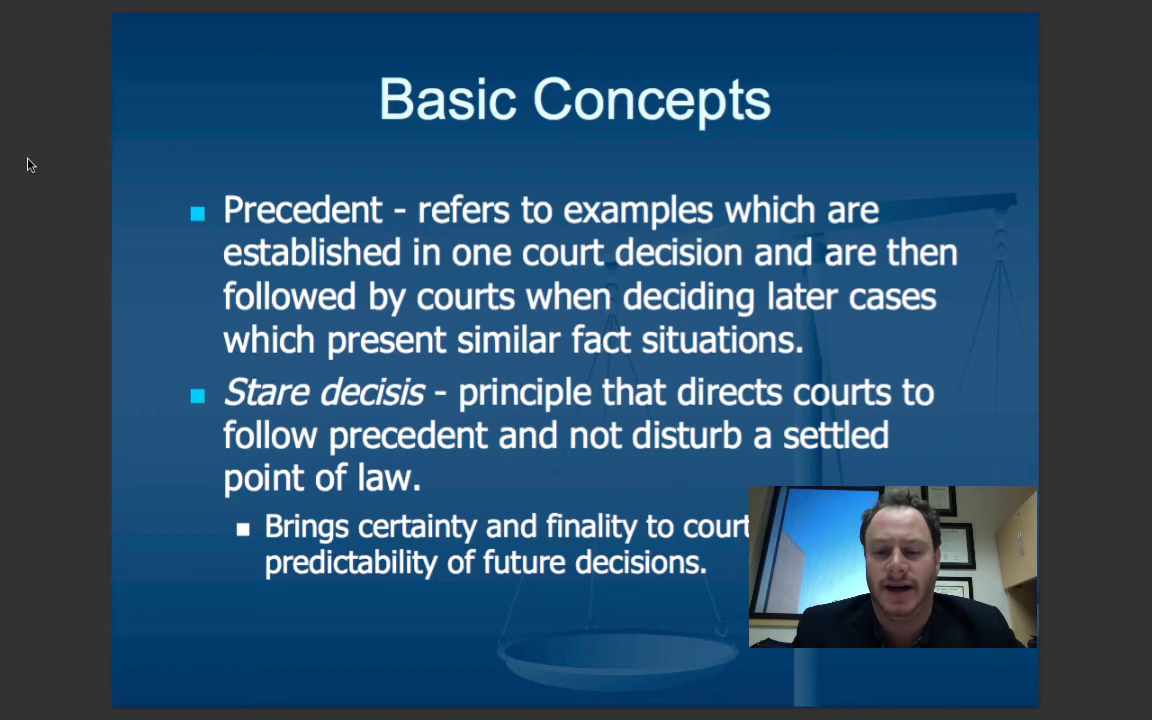 Basic Concepts
Precedent - refers to examples which are
established in one court decision and are then
followed by courts when deciding later cases
which present similar fact situations.
Stare decisis - principle that directs courts to
follow precedent and not disturb a settled
point of law.
Brings certainty and finality to court
predictability of future decisions.